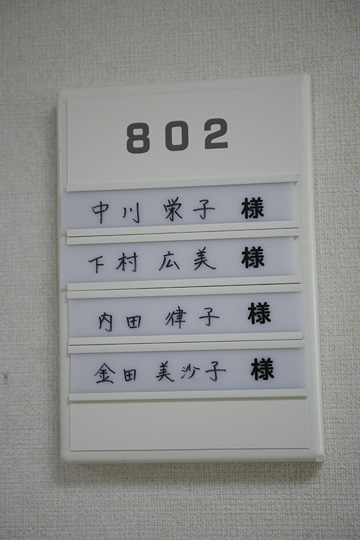 802
中川 栄子 様
下村 広美 様
内田 律子 様
金田 美沙子 様